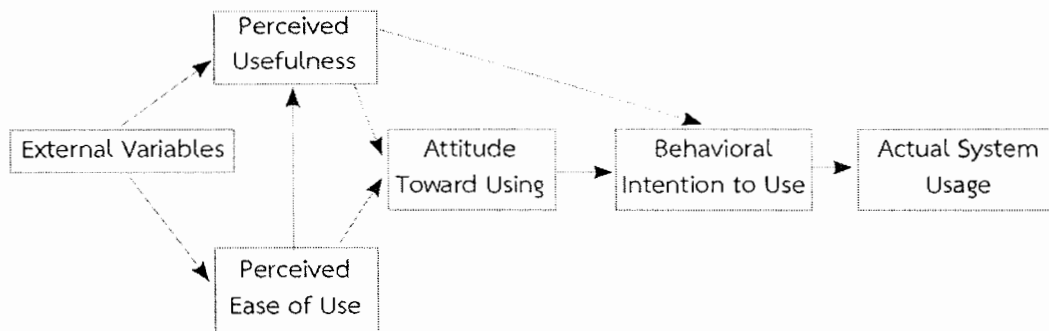 Perceived
Usefulness
External Variables
Attitude
Toward Using
Behavioral
Intention to Use
Actual System
Usage
Perceived
Ease of Use